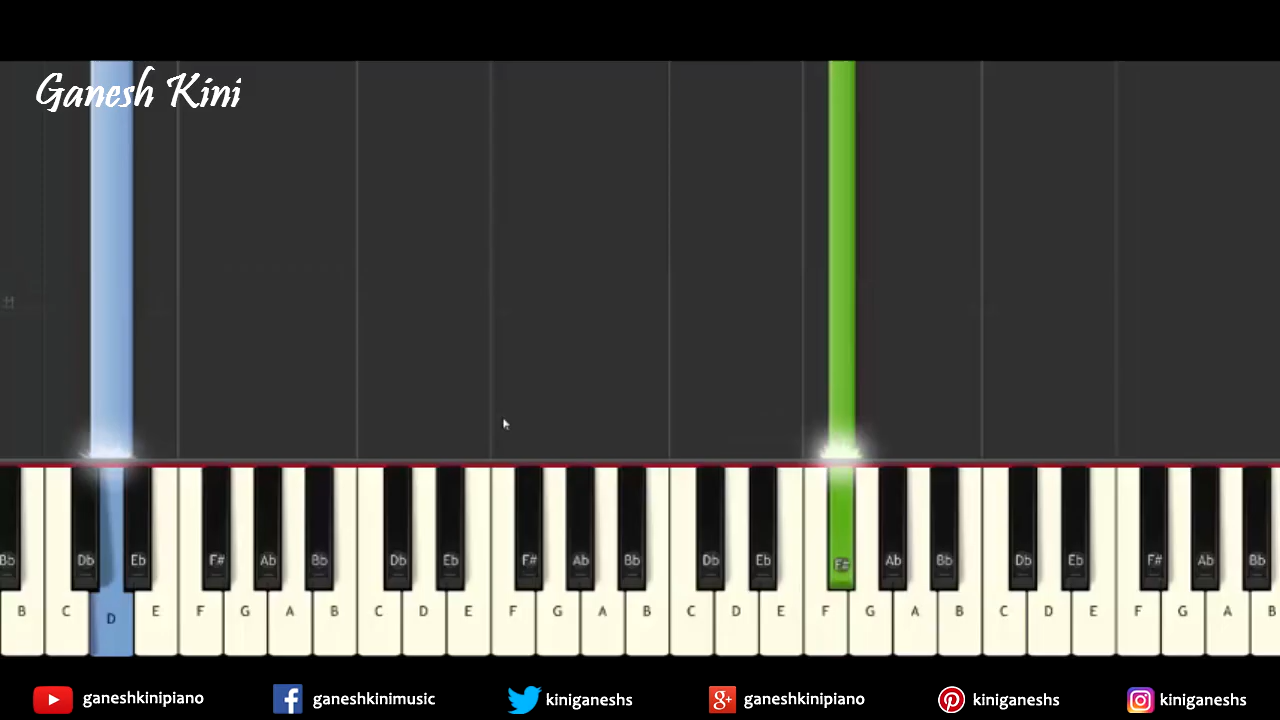 Ganesh Kini
Bb Db Eb F# Ab Bb Db Eb F# Ab Bb Db Eb F# Ab Bb Db Eb F# Ab Bb
B C D E F G A B C D E F G A B C D E F G A B C D E F G A B
ganeshkinipiano ganeshkinimusic kiniganeshs ganeshkinipiano kiniganeshs kiniganeshs